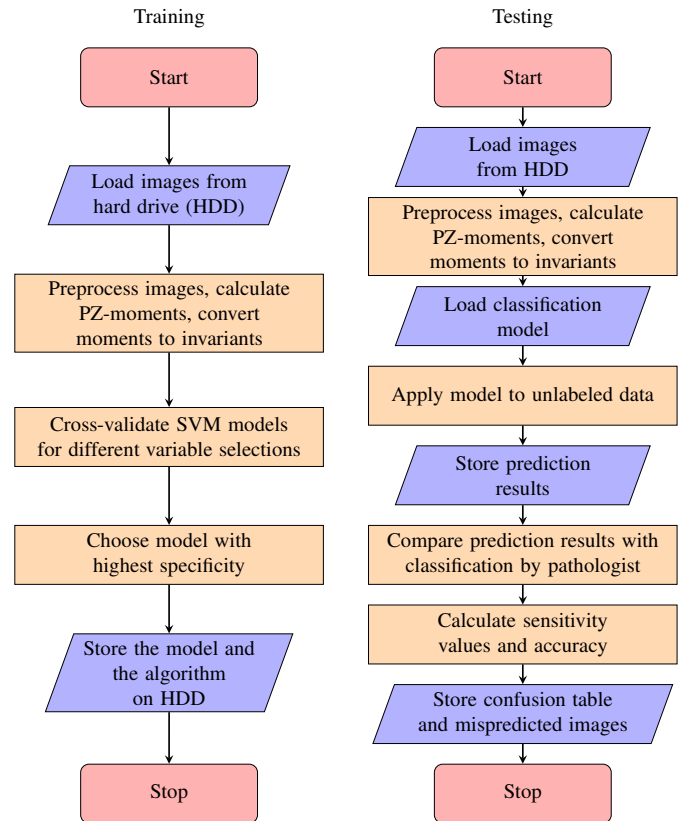 Training
Start
Load images from
hard drive (HDD)
Preprocess images, calculate
PZ-moments, convert
moments to invariants
Cross-validate SVM models
for different variable selections
Choose model with
highest specificity
Store the model and
the algorithm
on HDD
Stop
Testing
Start
Load images
from HDD
Preprocess images, calculate
PZ-moments, convert
moments to invariants
Load classification
model
Apply model to unlabeled data
Store prediction
results
Compare prediction results with
classification by pathologist
Calculate sensitivity
values and accuracy
Store confusion table
and mispredicted images
Stop